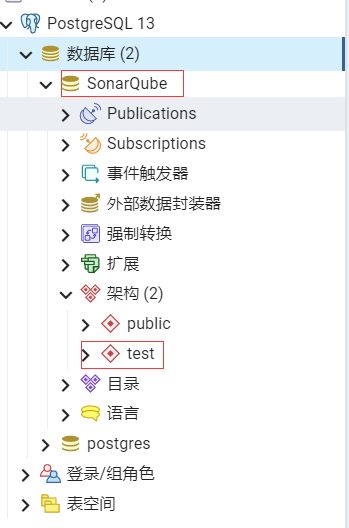 PostgreSQL 13
数据库 (2)
SonarQube
Publications
Subscriptions
事件触发器
外部数据封装器
强制转换
扩展
架构 (2)
public
test
目录
语言
postgres
登录/组角色
表空间